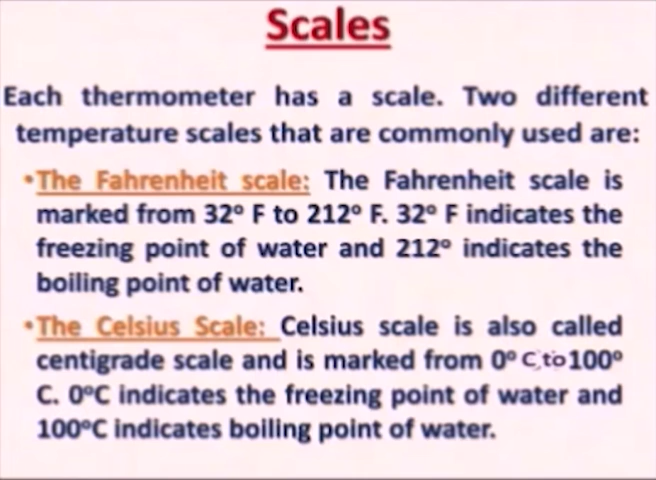 Scales
Each thermometer has a scale. Two different
temperature scales that are commonly used are:
•The Fahrenheit scale: The Fahrenheit scale is
marked from 32° F to 212° F. 32° F indicates the
freezing point of water and 212° indicates the
boiling point of water.
•The Celsius Scale: Celsius scale is also called
centigrade scale and is marked from 0° C to 100°
C. 0°C indicates the freezing point of water and
100°C indicates boiling point of water.